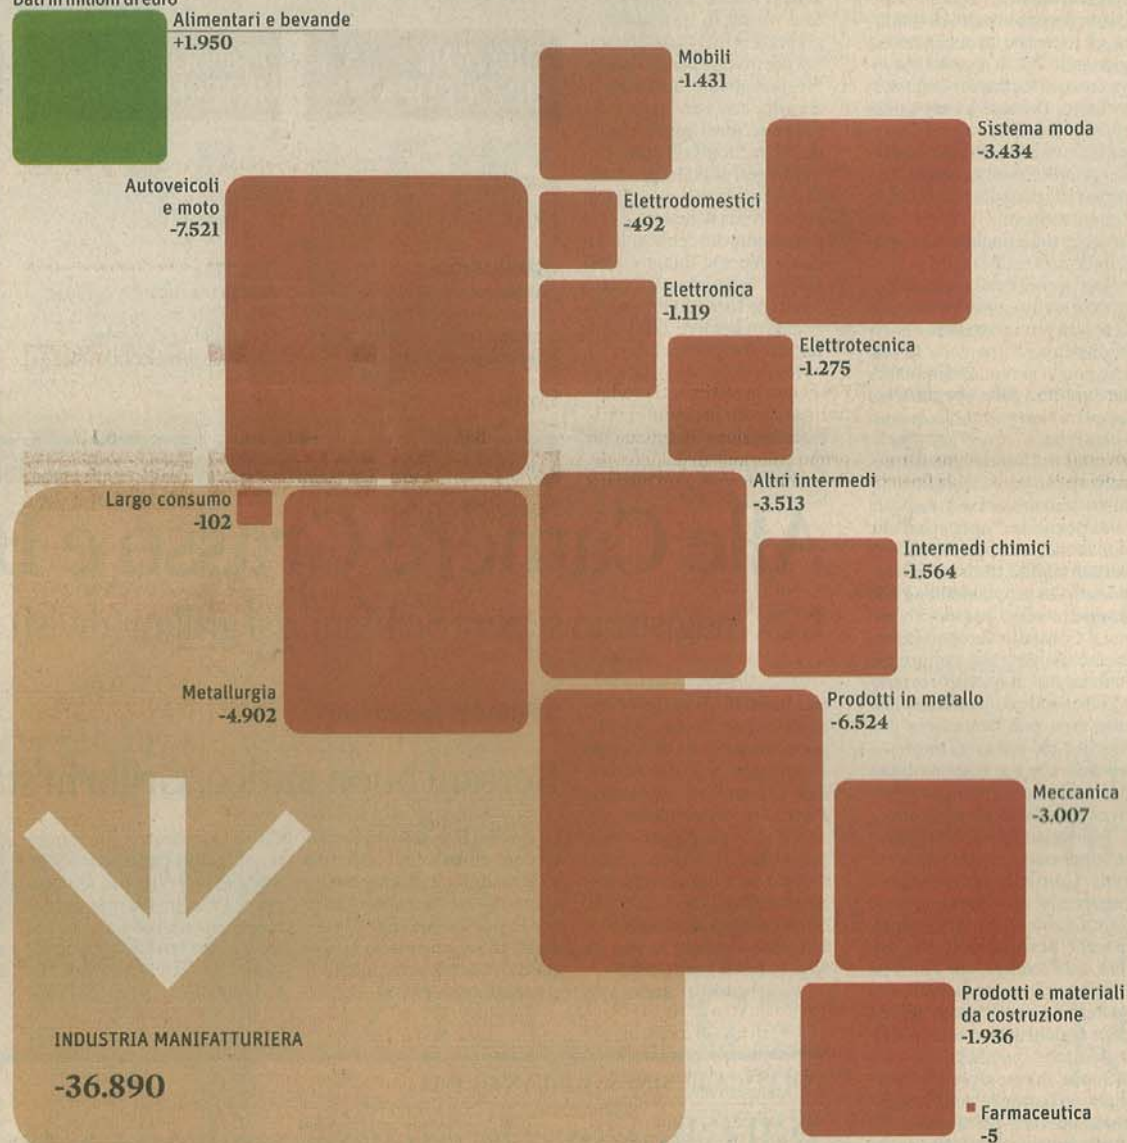 Dati in milioni di euro
Alimentari e bevande
+1.950
Mobili
-1.431
Sistema moda
-3.434
Autoveicoli
e moto
-7.521
Elettrodomestici
-492
Elettronica
-1.119
Elettrotecnica
-1.275
Largo consumo
-102
Altri intermedi
-3.513
Intermedi chimici
-1.564
Metallurgia
-4.902
Prodotti in metallo
-6.524
Meccanica
-3.007
INDUSTRIA MANIFATTURIERA
-36.890
Prodotti e materiali
da costruzione
-1.936
Farmaceutica
-5